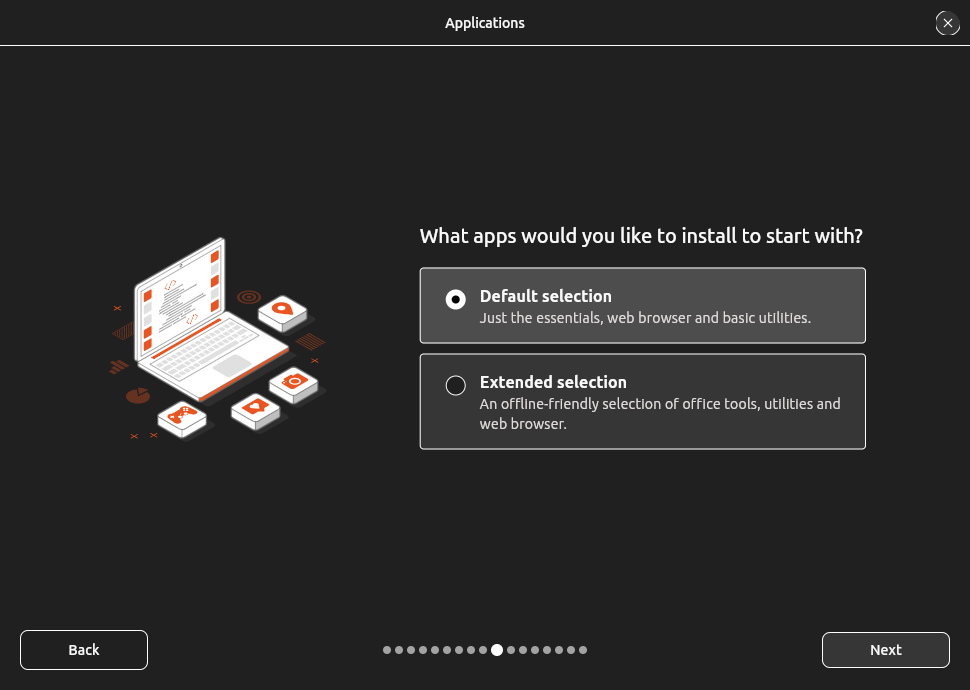 Applications
What apps would you like to install to start with?
Default selection
Just the essentials, web browser and basic utilities.
Extended selection
An offline-friendly selection of office tools, utilities and
web browser.
Back
Next